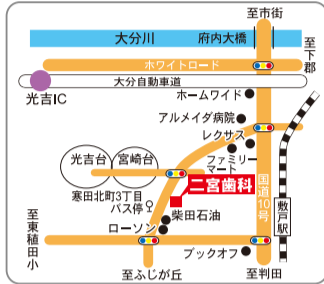 至市街
大分川
府内大橋
至下郡
ホワイトロード
大分自動車道
光吉IC
ホームワイド
アルメイダ病院
レクサス
ファミリー
マート
光吉台
宮崎台
二宮歯科
国道10号
敷戸駅
寒田北町3丁目
バス停
柴田石油
ローソン
至東稙田小
ブックオフ
至ふじが丘
至判田